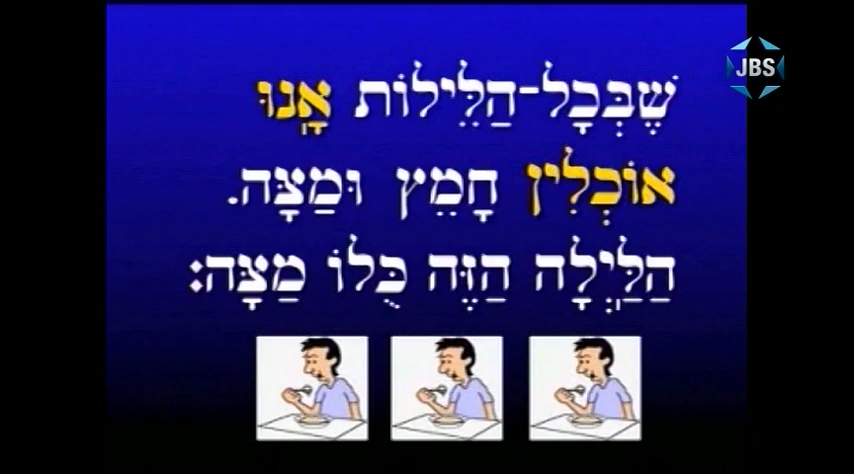 JBS
שֶׁבְּכָל-הַלֵּילוֹת אָֽנוּ
אוֹכְלִין חָמֵץ וּמַצָּה.
הַלַּֽיְלָה הַזֶּה כֻּלּוֹ מַצָּה: